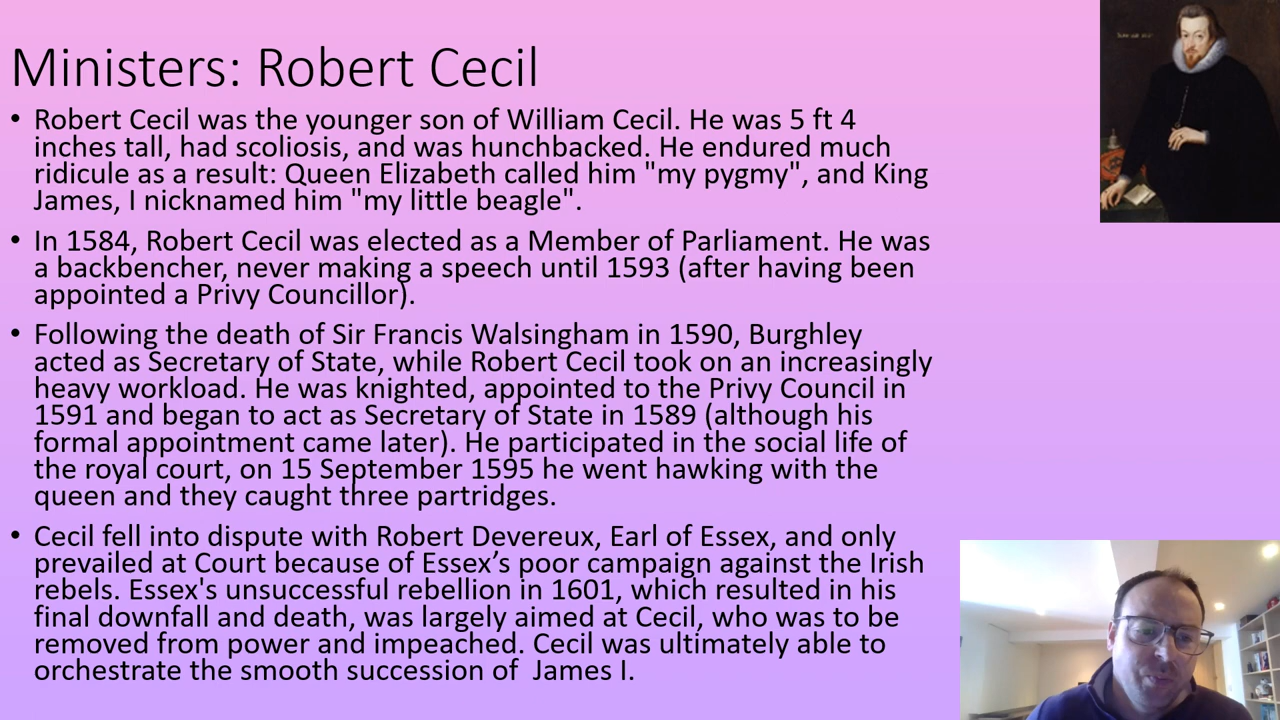 Ministers: Robert Cecil
• Robert Cecil was the younger son of William Cecil. He was 5 ft 4
inches tall, had scoliosis, and was hunchbacked. He endured much
ridicule as a result: Queen Elizabeth called him "my pygmy", and King
James, I nicknamed him "my little beagle".
• In 1584, Robert Cecil was elected as a Member of Parliament. He was
a backbencher, never making a speech until 1593 (after having been
appointed a Privy Councillor).
• Following the death of Sir Francis Walsingham in 1590, Burghley
acted as Secretary of State, while Robert Cecil took on an increasingly
heavy workload. He was knighted, appointed to the Privy Council in
1591 and began to act as Secretary of State in 1589 (although his
formal appointment came later). He participated in the social life of
the royal court, on 15 September 1595 he went hawking with the
queen and they caught three partridges.
• Cecil fell into dispute with Robert Devereux, Earl of Essex, and only
prevailed at Court because of Essex’s poor campaign against the Irish
rebels. Essex's unsuccessful rebellion in 1601, which resulted in his
final downfall and death, was largely aimed at Cecil, who was to be
removed from power and impeached.  Cecil was ultimately able to
orchestrate the smooth succession of  James I.